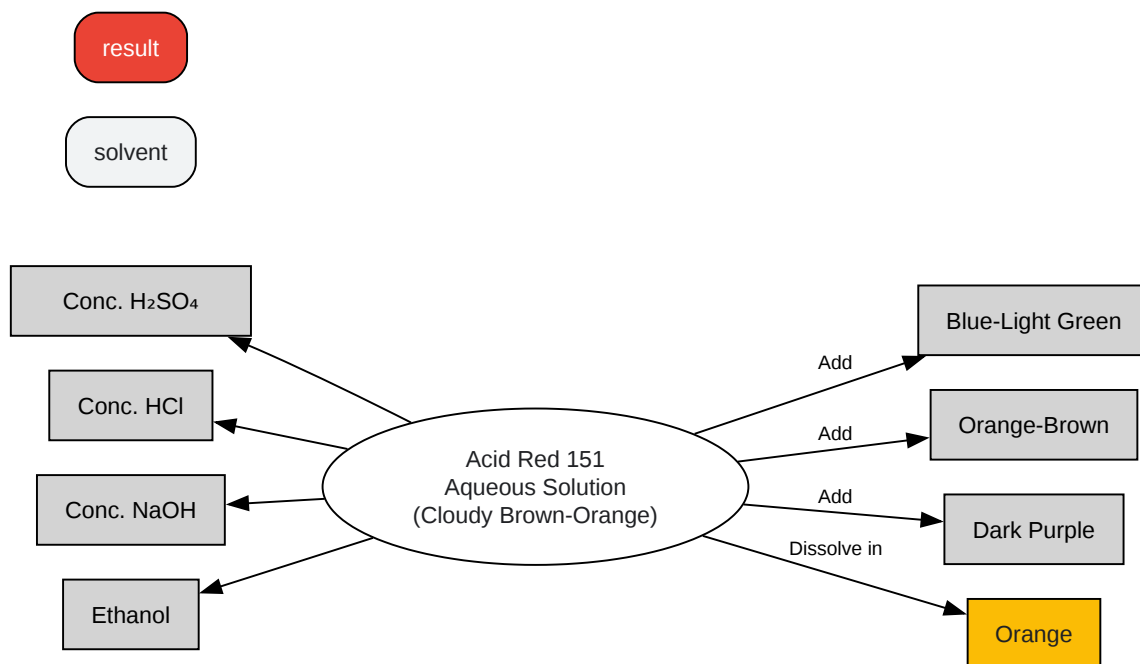 result
solvent
Conc. H₂SO₄
Conc. HCl
Conc. NaOH
Ethanol
Acid Red 151
Aqueous Solution
(Cloudy Brown-Orange)
Add
Add
Add
Dissolve in
Blue-Light Green
Orange-Brown
Dark Purple
Orange